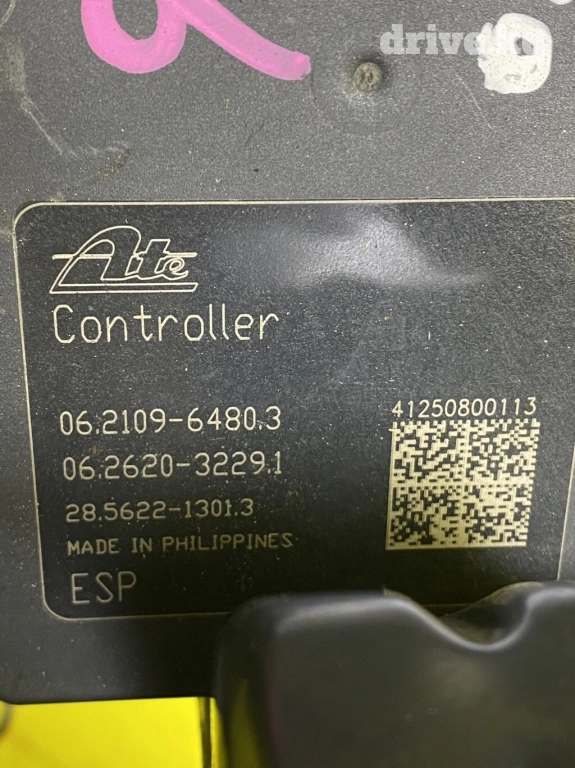 Ate
Controller
06.2109-6480.3
06.2620-3229.1
28.5622-1301.3
MADE IN PHILIPPINES
ESP
41250800113